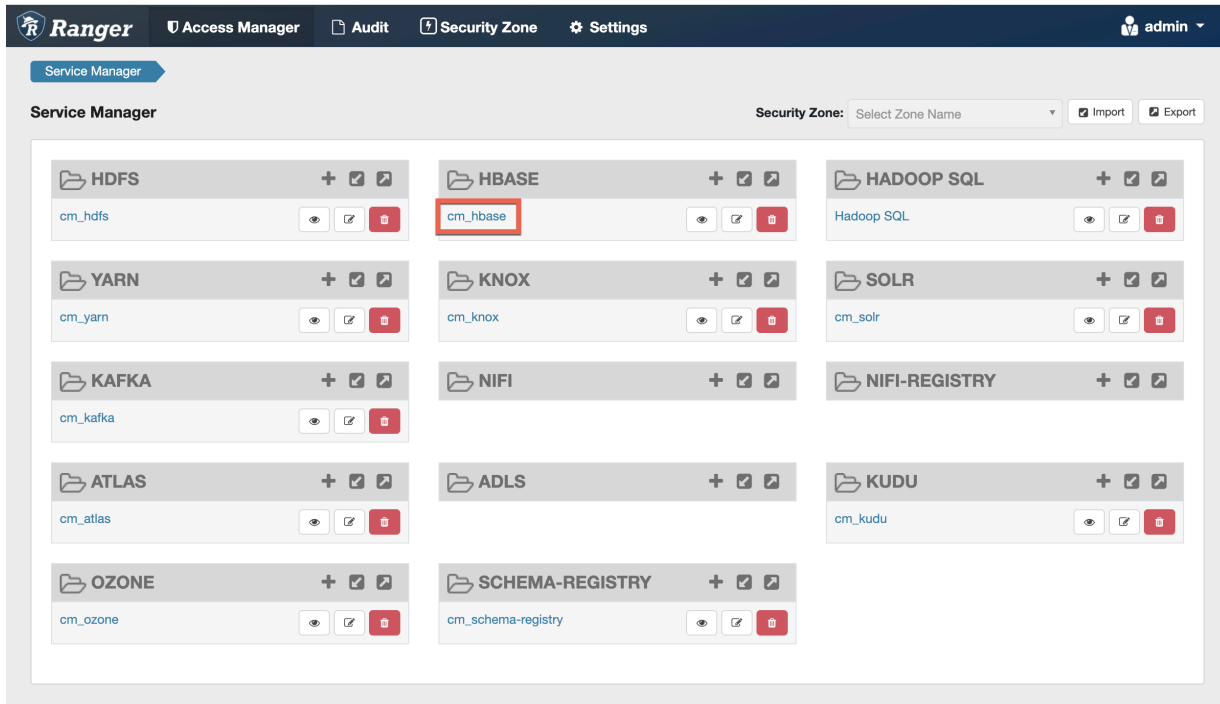 Ranger Access Manager Audit Security Zone Settings admin
Service Manager
Service Manager Security Zone: Select Zone Name Import Export
HDFS HBASE HADOOP SQL
cm_hdfs cm_hbase Hadoop SQL
YARN KNOX SOLR
cm_yarn cm_knox cm_solr
KAFKA NIFI NIFI-REGISTRY
cm_kafka
ATLAS ADLS KUDU
cm_atlas cm_kudu
OZONE SCHEMA-REGISTRY
cm_ozone cm_schema-registry